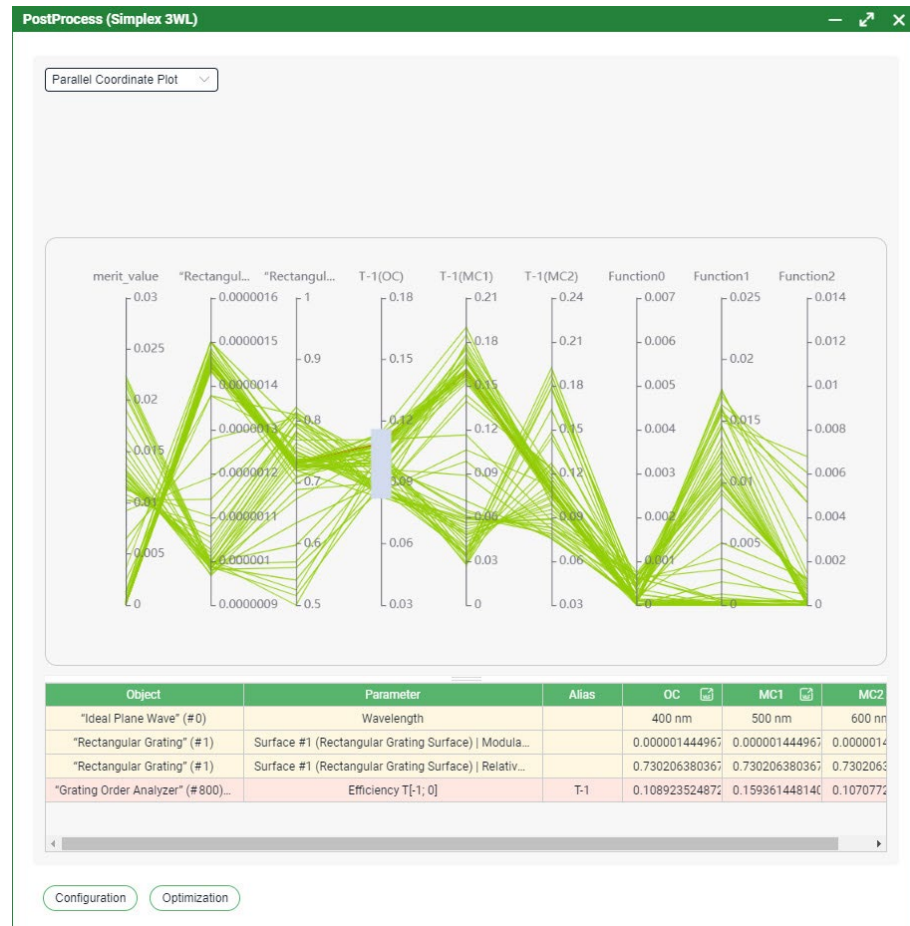 PostProcess (Simplex 3WL)
Parallel Coordinate Plot
merit_value "Rectangul... "Rectangul... T-1(OC) T-1(MC1) T-1(MC2) Function0 Function1 Function2
0.03 0.0000016 1 0.18 0.21 0.24 0.007 0.025 0.014
0.025 0.0000015 0.9 0.15 0.18 0.21 0.006 0.02 0.012
0.02 0.0000014 0.8 0.12 0.15 0.18 0.005 0.015 0.01
0.015 0.0000013 0.7 0.09 0.12 0.15 0.004 0.01 0.008
0.01 0.0000012 0.6 0.06 0.09 0.12 0.003 0.005 0.006
0.005 0.0000011 0.5 0.03 0.06 0.09 0.002 0 0.004
0 0.000001 0.03 0.06 0.001 0.002
0.0000009 0 0.03 0 0
Object Parameter Alias OC MC1 MC2
"Ideal Plane Wave" (#0) Wavelength 400 nm 500 nm 600 nm
"Rectangular Grating" (#1) Surface #1 (Rectangular Grating Surface) | Modula... 0.000001444967 0.000001444967 0.0000014
"Rectangular Grating" (#1) Surface #1 (Rectangular Grating Surface) | Relativ... 0.730206380367 0.730206380367 0.7302063
"Grating Order Analyzer" (#800)... Efficiency T[-1; 0] T-1 0.108923524872 0.159361448140 0.1070772
Configuration Optimization